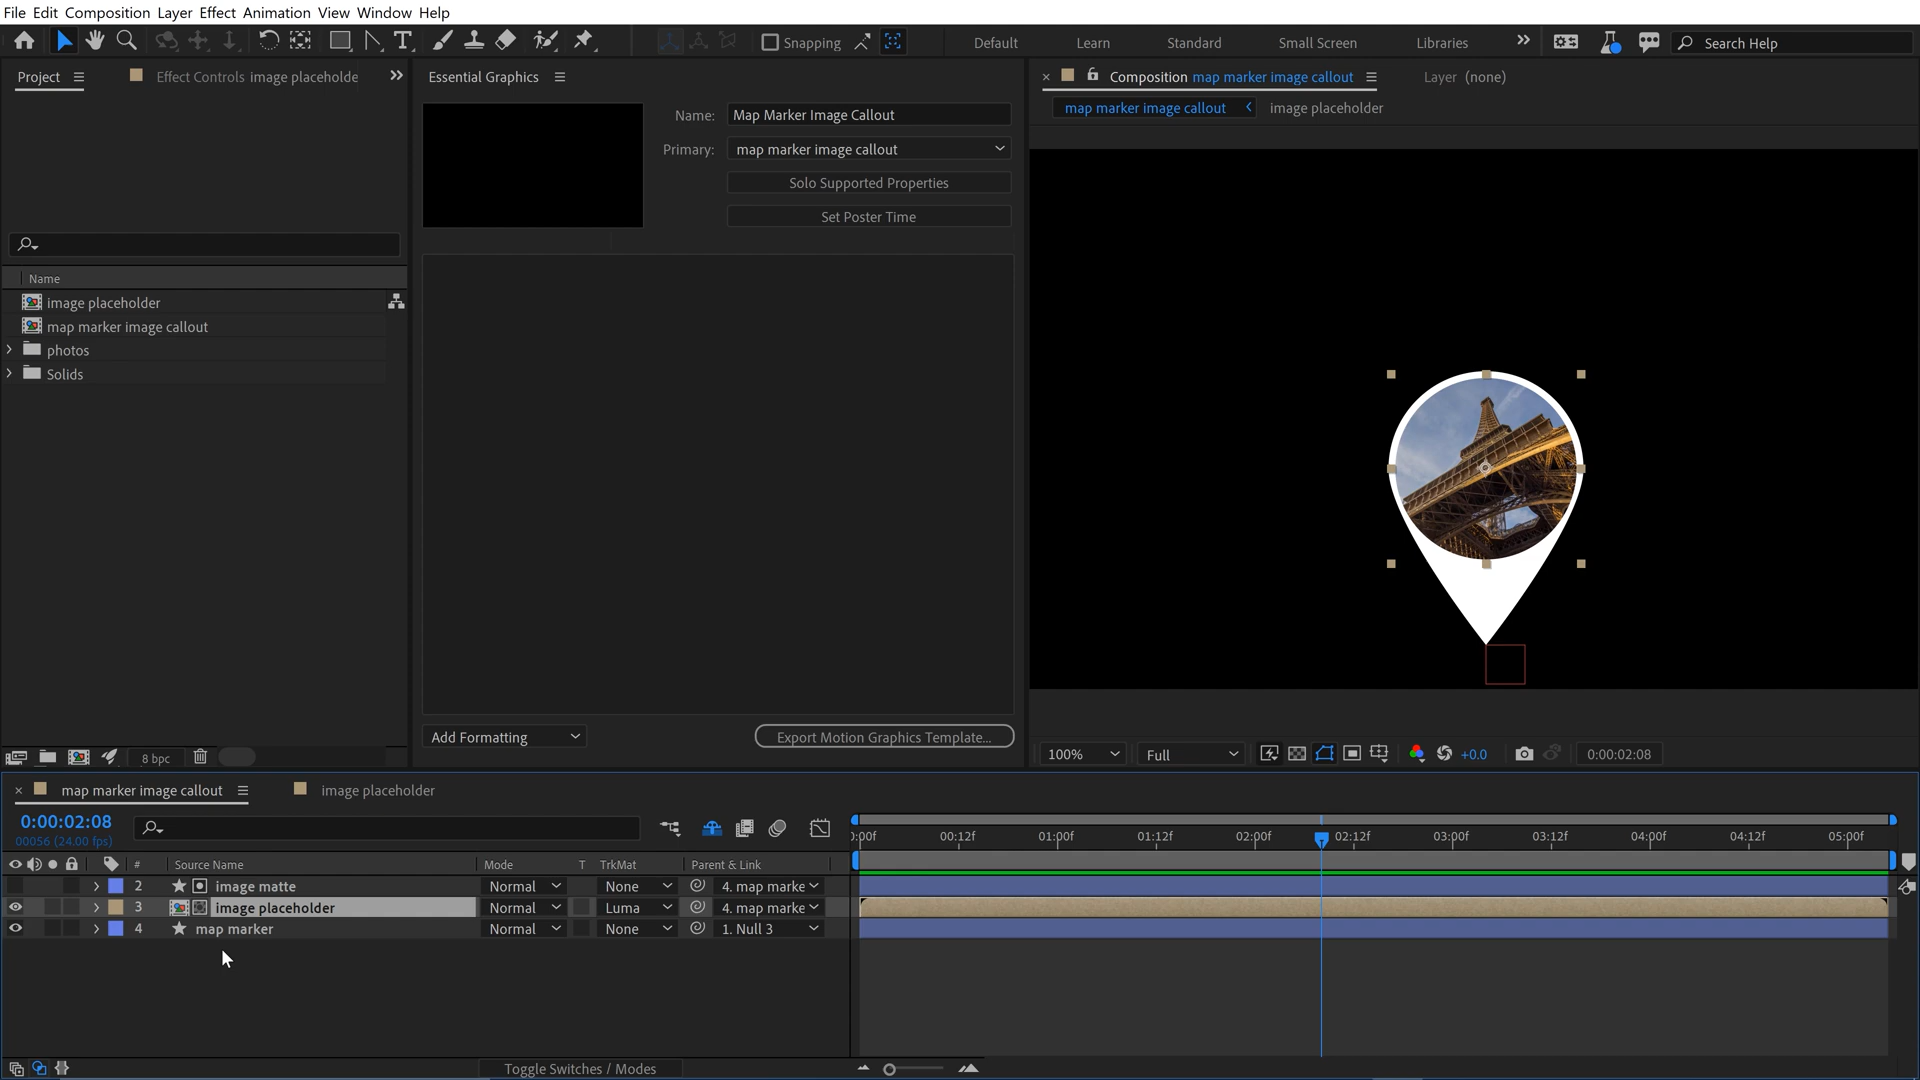 File Edit Composition Layer Effect Animation View Window Help
Snapping
Default Learn Standard Small Screen Libraries
Search Help
Project
Effect Controls image placeholde
Essential Graphics
Composition map marker image callout
Layer (none)
map marker image callout
image placeholder
Name: Map Marker Image Callout
Primary: map marker image callout
Solo Supported Properties
Set Poster Time
Name
image placeholder
map marker image callout
photos
Solids
Add Formatting
Export Motion Graphics Template...
8 bpc
100%
Full
+0.0
0:00:02:08
map marker image callout
image placeholder
0:00:02:08
00056 (24.00 fps)
):00f 00:12f 01:00f 01:12f 02:00f 02:12f 03:00f 03:12f 04:00f 04:12f 05:00f
# Source Name Mode T TrkMat Parent & Link
2 image matte Normal None 4. map marke
3 image placeholder Normal Luma 4. map marke
4 map marker Normal None 1. Null 3
Toggle Switches / Modes